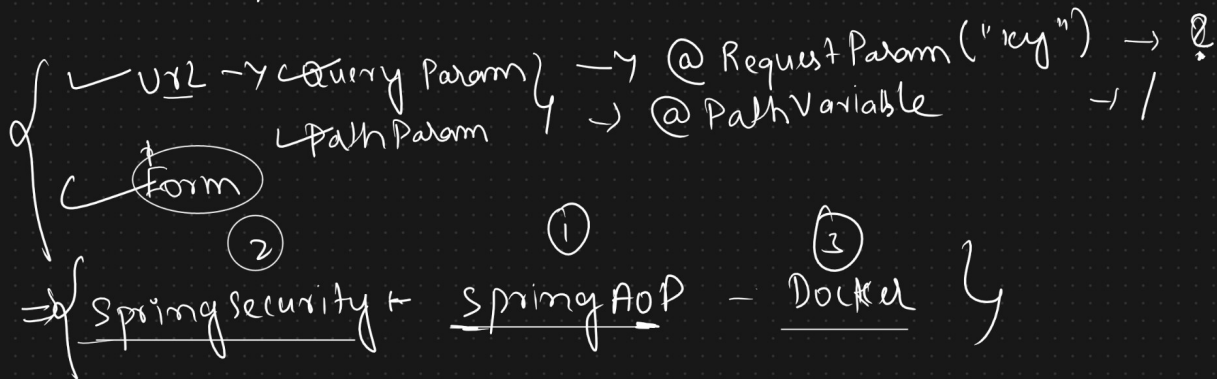 Url → Query Param } → @RequestParam("key") → ?
Path Param → @PathVariable → /
Form
② ① ③
⇒ { Spring Security ← Spring AOP - Docker }